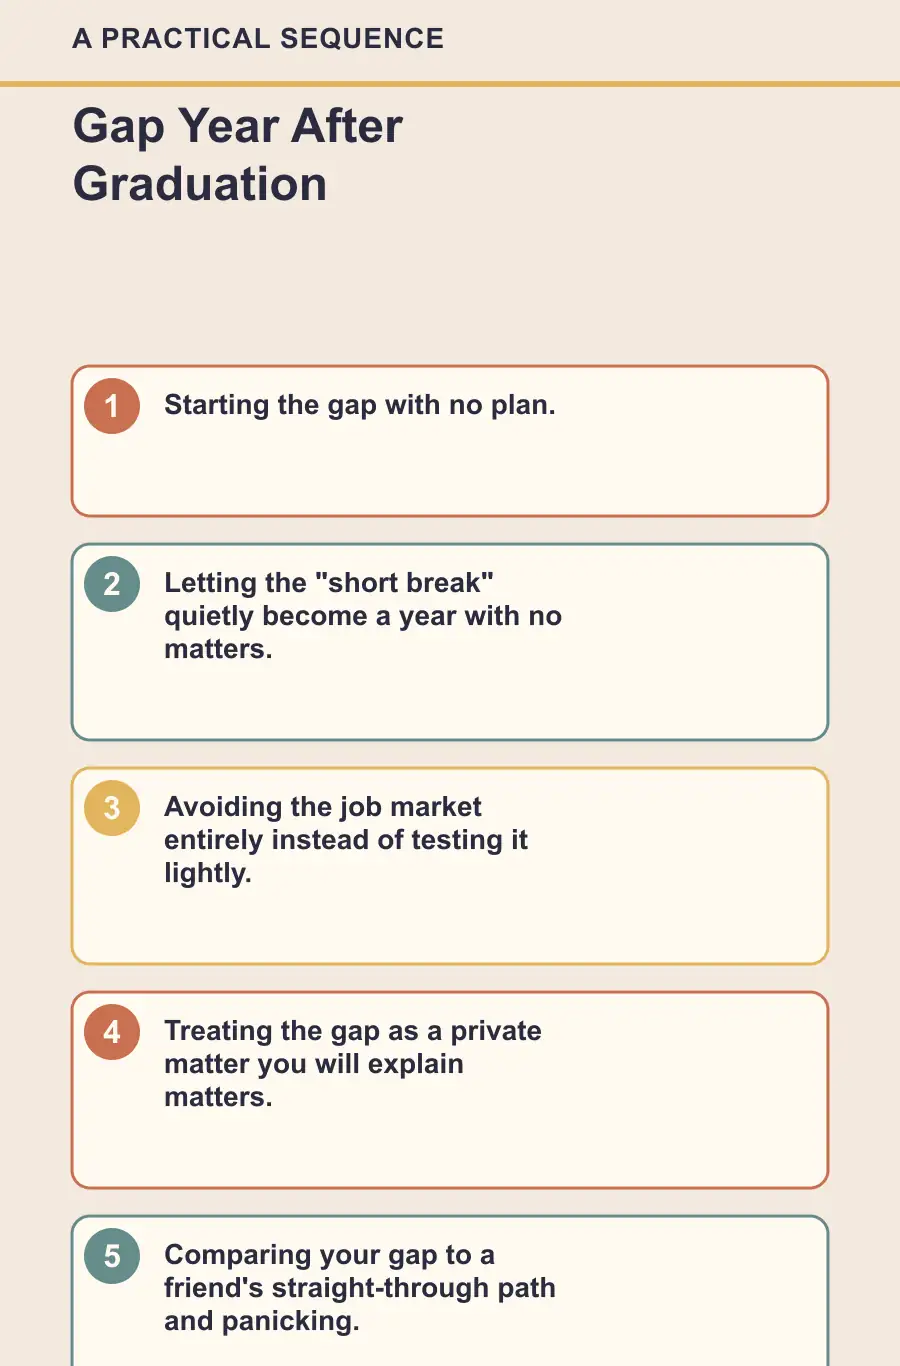 A PRACTICAL SEQUENCE
Gap Year After
Graduation
1
Starting the gap with no plan.
2
Letting the "short break"
quietly become a year with no
matters.
3
Avoiding the job market
entirely instead of testing it
lightly.
4
Treating the gap as a private
matter you will explain
matters.
5
Comparing your gap to a
friend's straight-through path
and panicking.